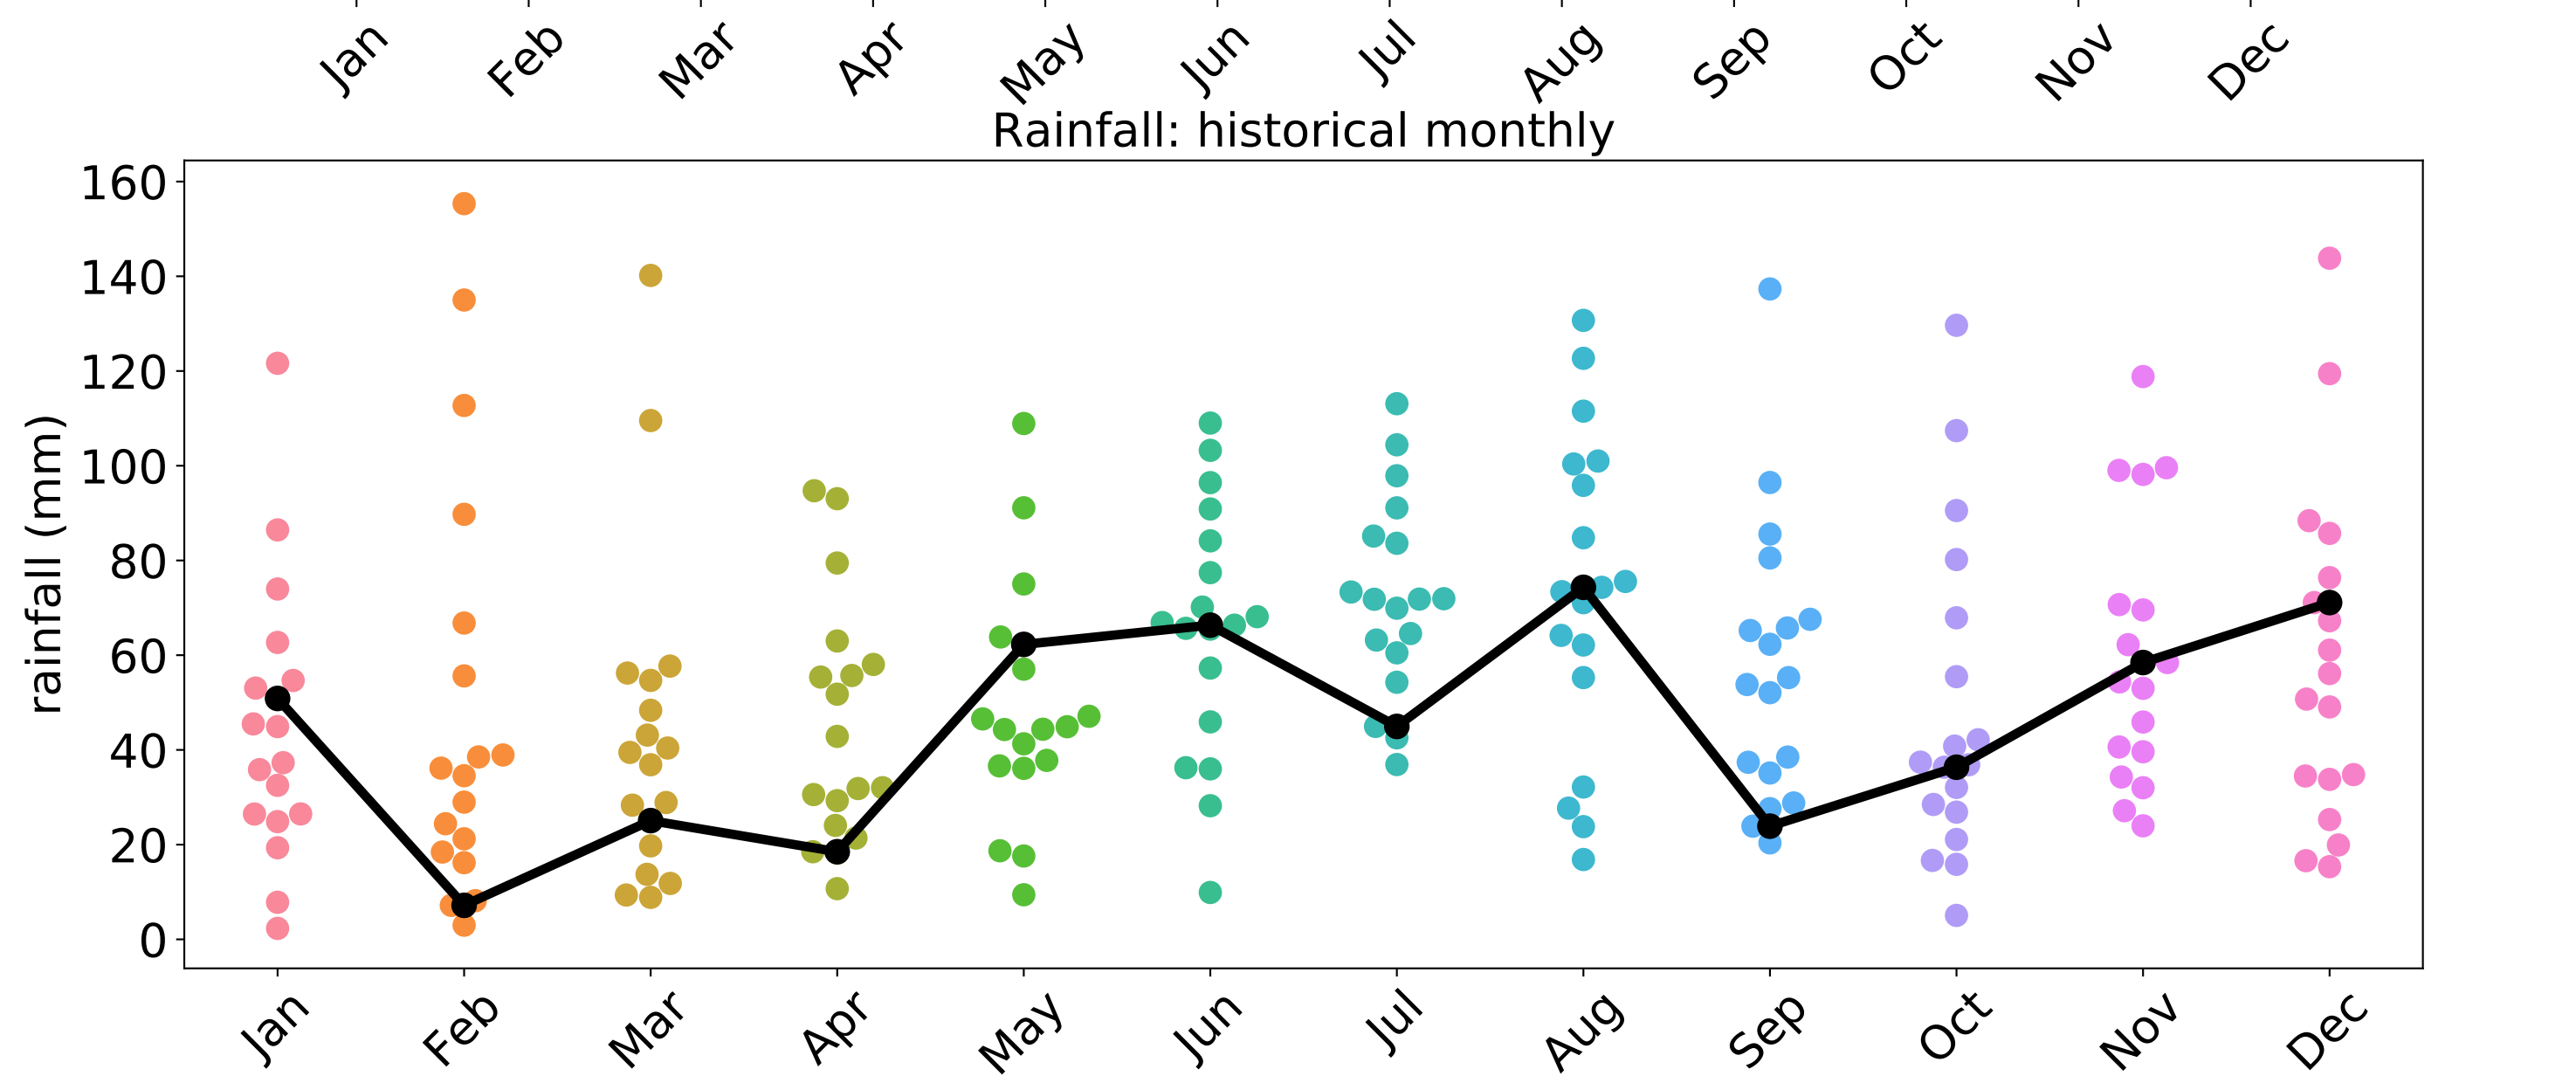 Jan Feb Mar Apr May Jun Jul Aug Sep Oct Nov Dec
Rainfall: historical monthly
160
140
120
100
80
60
40
20
0
rainfall (mm)
Jan Feb Mar Apr May Jun Jul Aug Sep Oct Nov Dec